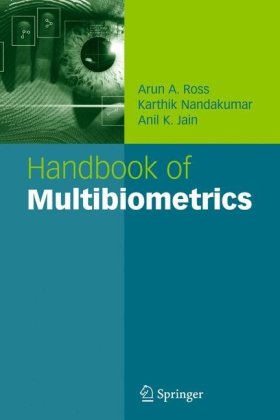 Arun A. Ross
Karthik Nandakumar
Anil K. Jain
Handbook of
Multibiometrics
Springer